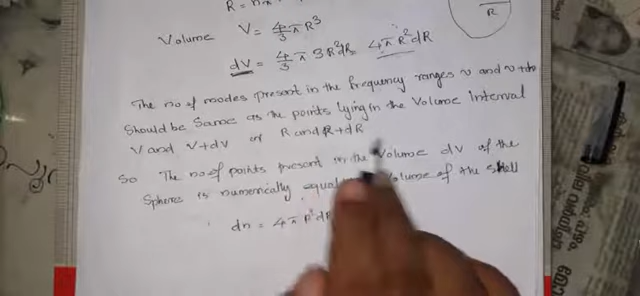 R =
Volume V = 4/3 π R³
dV = 4/3 π 3R²dR = 4π R² dR
R
The no of modes present in the frequency ranges ν and ν+dν
Should be Same as the points lying in the Volume interval
V and V+dV or R and R+dR
So The no of points present in the Volume dV of the
Spheres is numerically equal Volume of the shell
dn = 4π R² dR